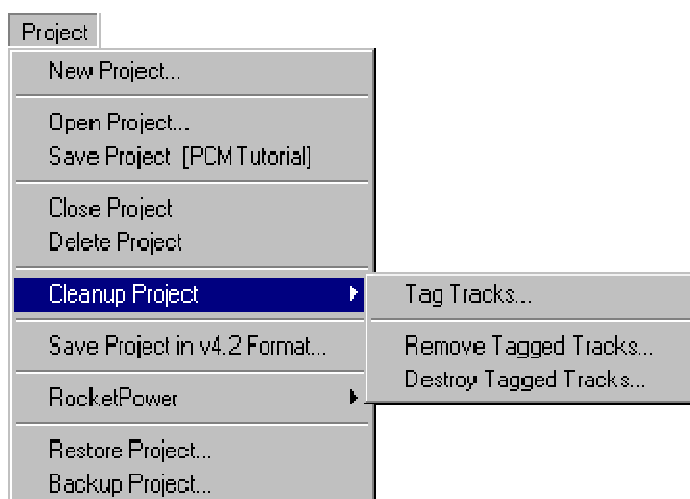 Project
New Project...
Open Project...
Save Project [PCM Tutorial]
Close Project
Delete Project
Cleanup Project
Tag Tracks...
Save Project in v4.2 Format...
Remove Tagged Tracks...
Destroy Tagged Tracks...
RocketPower
Restore Project...
Backup Project...